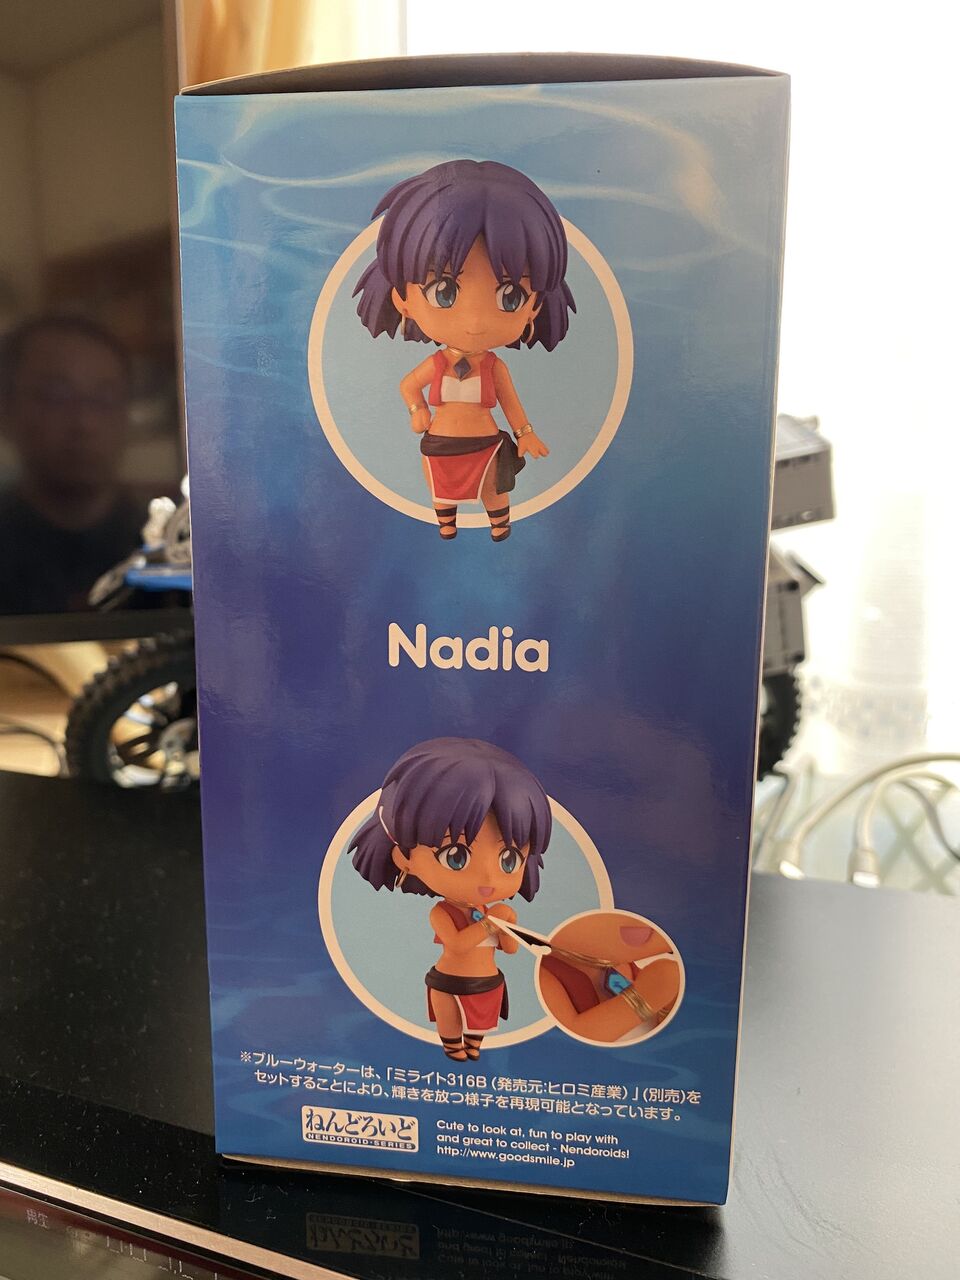 Nadia
※ブルーウォーターは、「ミライト316B（発売元:ヒロミ産業）」(別売)を
セットすることにより、輝きを放つ様子を再現可能となっています。
ねんどろいど
NENDOROID・SERIES
Cute to look at, fun to play with
and great to collect - Nendoroids!
http://www.goodsmile.jp
再生